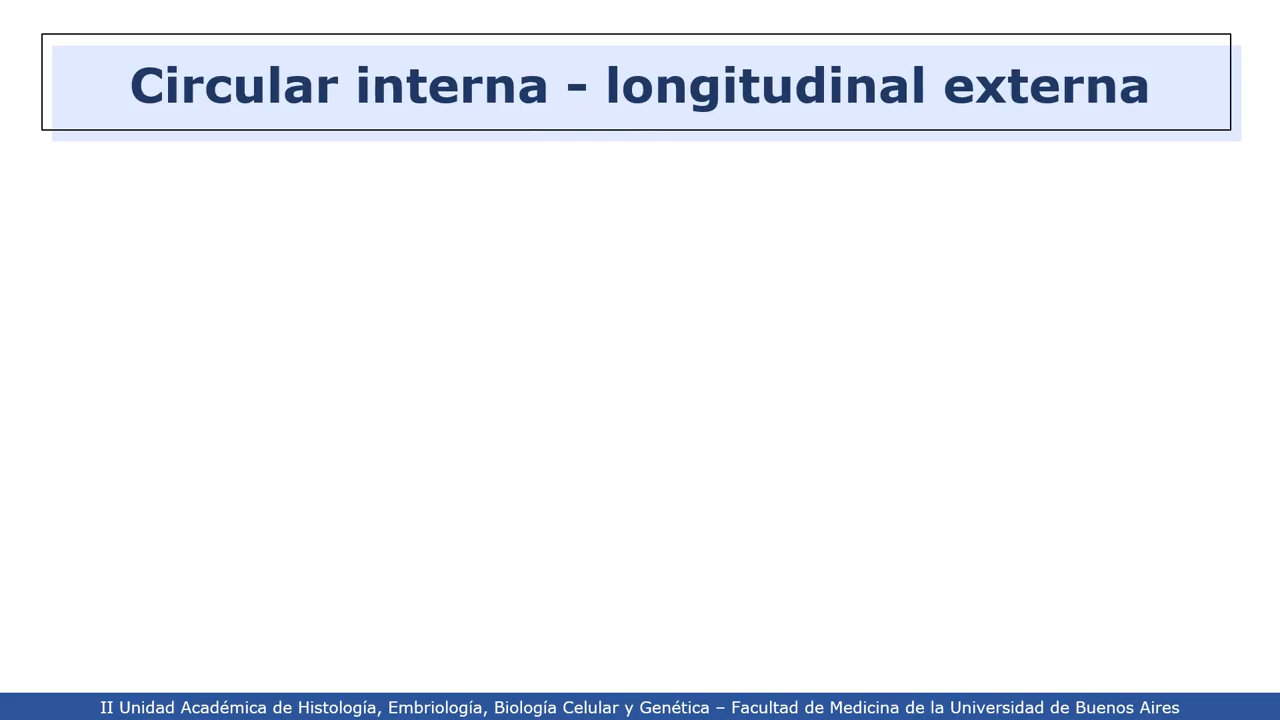 Circular interna - longitudinal externa
II Unidad Académica de Histología, Embriología, Biología Celular y Genética – Facultad de Medicina de la Universidad de Buenos Aires